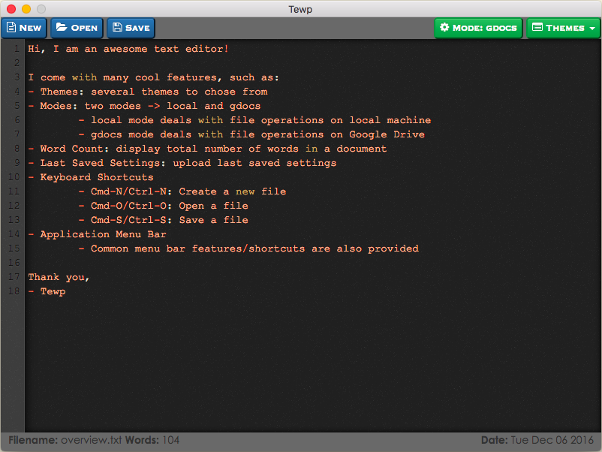 Tewp
New Open Save Mode: gdocs Themes
1 Hi, I am an awesome text editor!
2
3 I come with many cool features, such as:
4 - Themes: several themes to chose from
5 - Modes: two modes -> local and gdocs
6 - local mode deals with file operations on local machine
7 - gdocs mode deals with file operations on Google Drive
8 - Word Count: display total number of words in a document
9 - Last Saved Settings: upload last saved settings
10 - Keyboard Shortcuts
11 - Cmd-N/Ctrl-N: Create a new file
12 - Cmd-O/Ctrl-O: Open a file
13 - Cmd-S/Ctrl-S: Save a file
14 - Application Menu Bar
15 - Common menu bar features/shortcuts are also provided
16
17 Thank you,
18 - Tewp
Filename: overview.txt Words: 104 Date: Tue Dec 06 2016